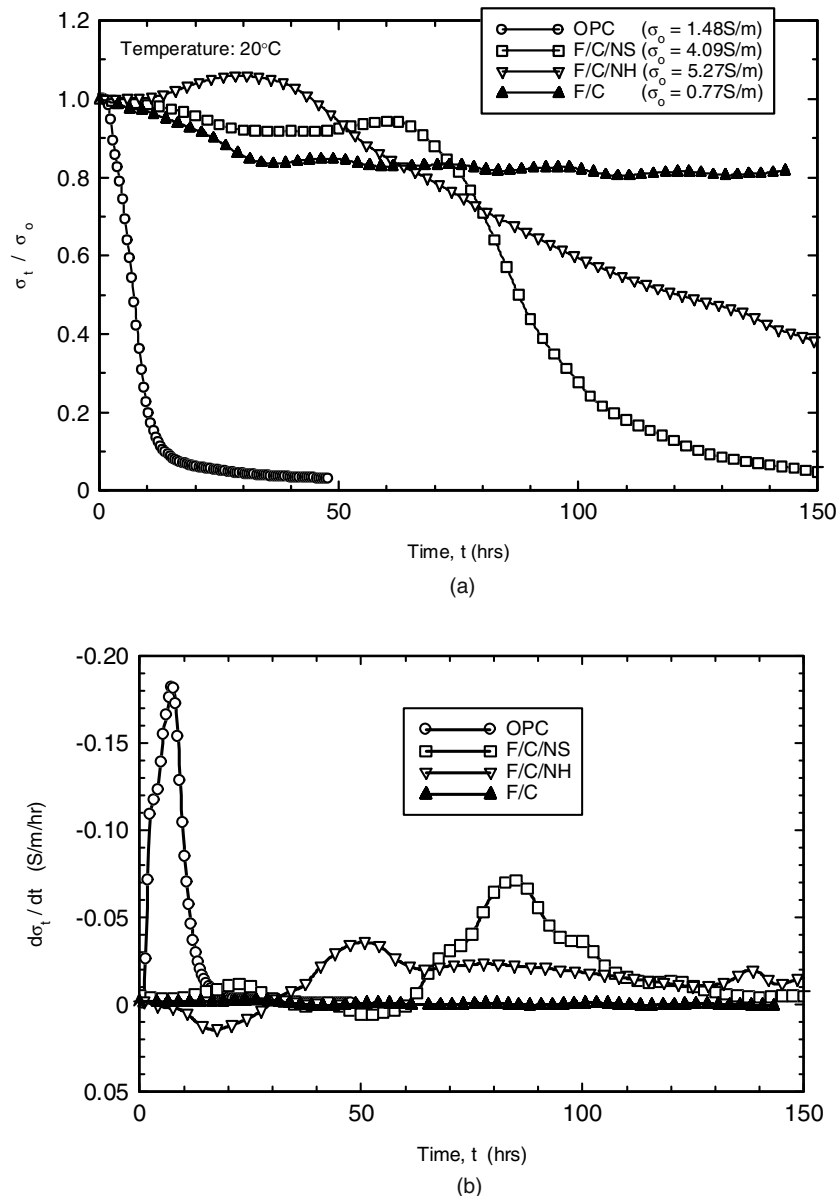 1.2
1.0
0.8
0.6
0.4
0.2
0
σt / σo
Temperature: 20°C
OPC (σo = 1.48S/m)
F/C/NS (σo = 4.09S/m)
F/C/NH (σo = 5.27S/m)
F/C (σo = 0.77S/m)
0 50 100 150
Time, t (hrs)
(a)
-0.20
-0.15
-0.10
-0.05
0
0.05
dσt / dt (S/m/hr)
OPC
F/C/NS
F/C/NH
F/C
0 50 100 150
Time, t (hrs)
(b)